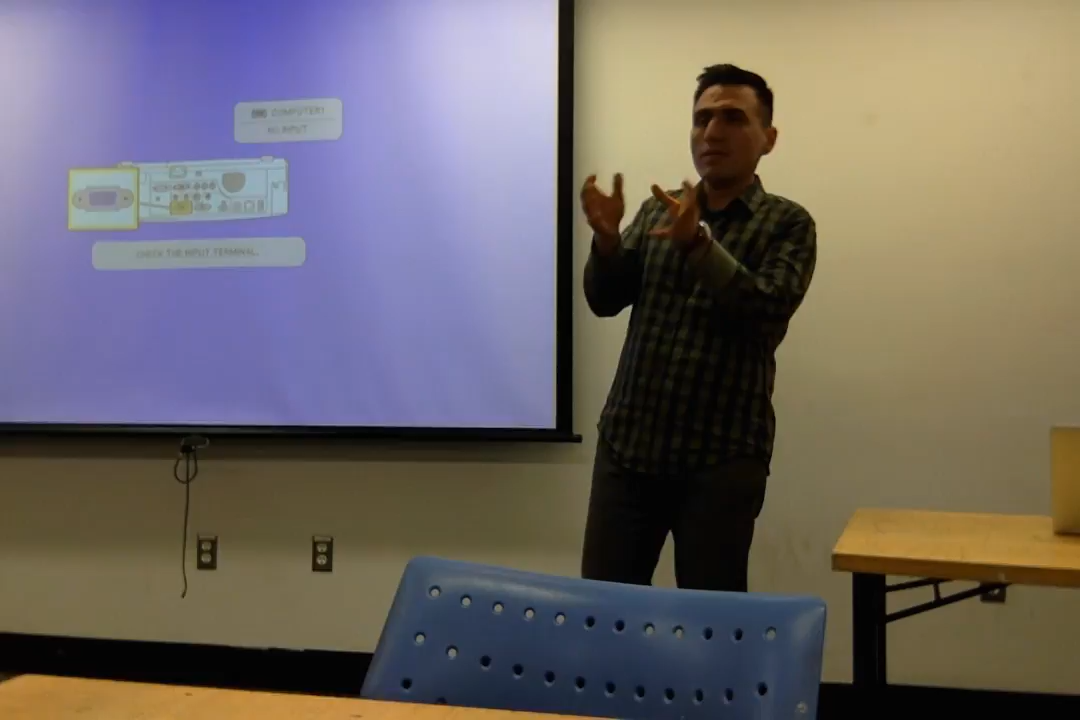 COMPUTER1
NO INPUT
CHECK THE INPUT TERMINAL.